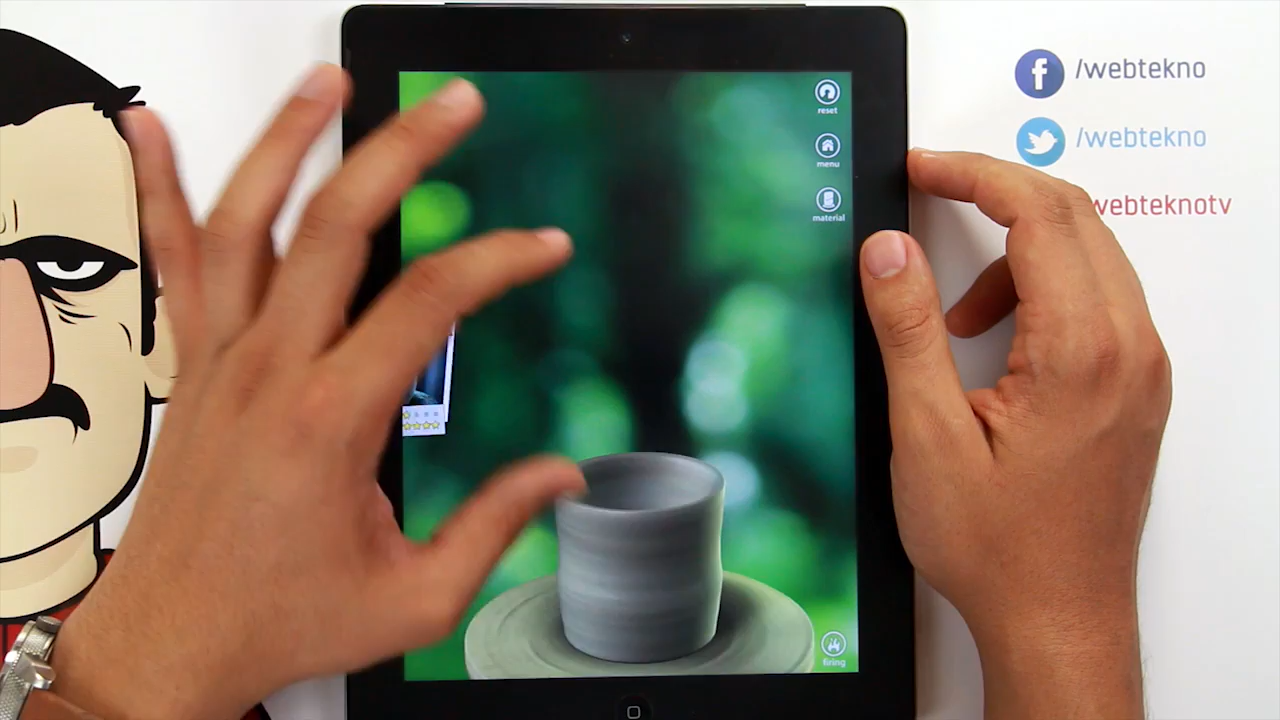 reset
menu
material
firing
/webtekno
/webtekno
webteknotv